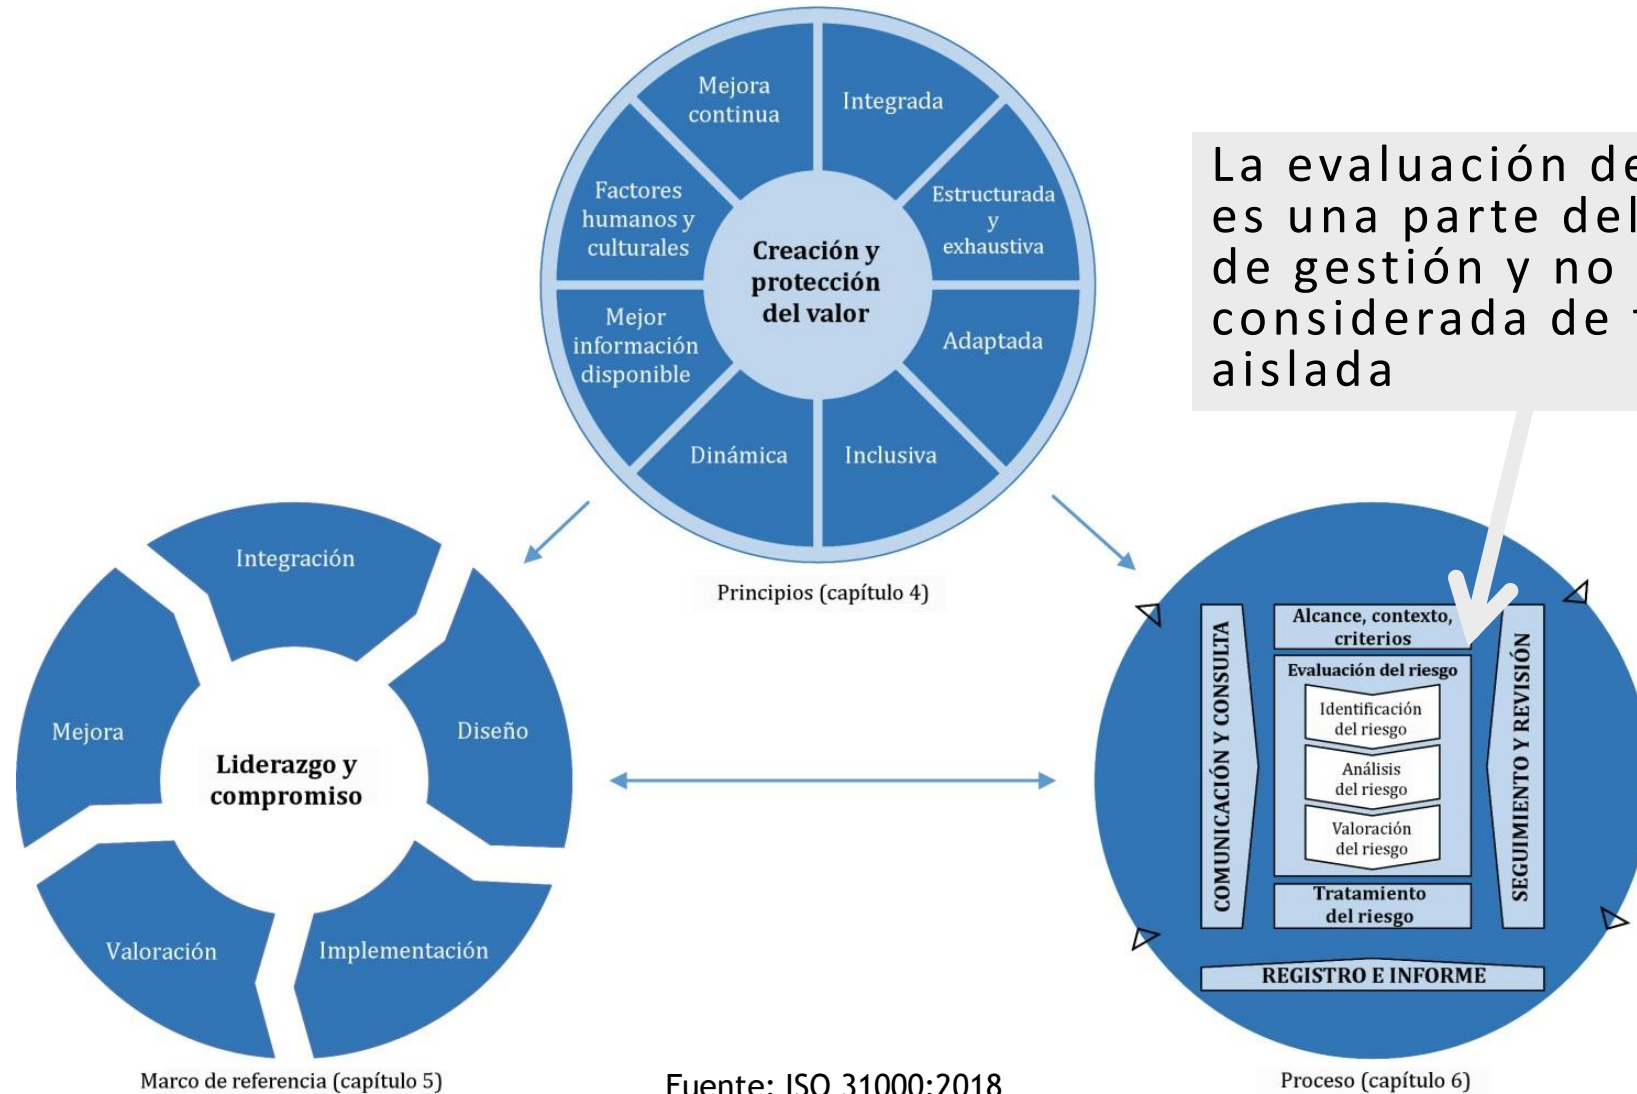 Mejora
continua
Integrada
Factores
humanos y
culturales
Estructurada
y
exhaustiva
Creación y
protección
del valor
Mejor
información
disponible
Adaptada
Dinámica
Inclusiva
Principios (capítulo 4)
La evaluación de
es una parte del
de gestión y no
considerada de
aislada
Integración
Mejora
Diseño
Liderazgo y
compromiso
Valoración
Implementación
Marco de referencia (capítulo 5)
Alcance, contexto,
criterios
COMUNICACIÓN Y CONSULTA
Evaluación del riesgo
Identificación
del riesgo
Análisis
del riesgo
Valoración
del riesgo
SEGUIMIENTO Y REVISIÓN
Tratamiento
del riesgo
REGISTRO E INFORME
Proceso (capítulo 6)
Fuente: ISO 31000:2018